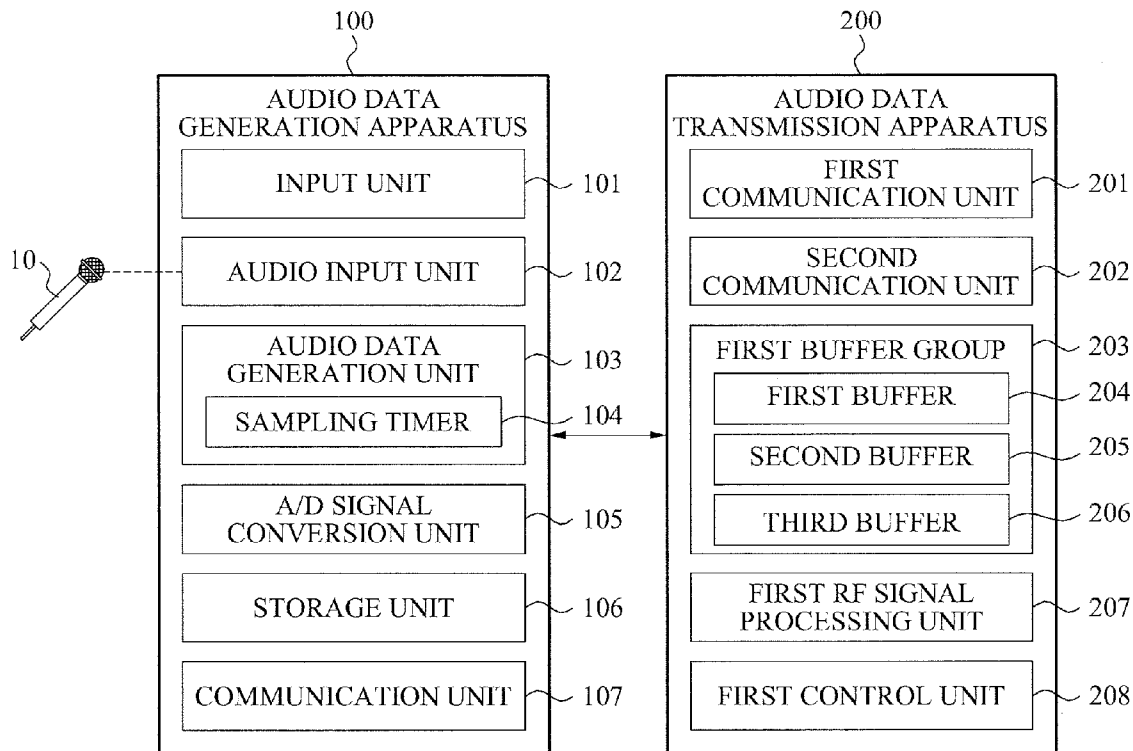 100
AUDIO DATA
GENERATION APPARATUS
INPUT UNIT
101
10
AUDIO INPUT UNIT
102
AUDIO DATA
GENERATION UNIT
103
SAMPLING TIMER
104
A/D SIGNAL
CONVERSION UNIT
105
STORAGE UNIT
106
COMMUNICATION UNIT
107
200
AUDIO DATA
TRANSMISSION APPARATUS
FIRST
COMMUNICATION UNIT
201
SECOND
COMMUNICATION UNIT
202
FIRST BUFFER GROUP
203
FIRST BUFFER
204
SECOND BUFFER
205
THIRD BUFFER
206
FIRST RF SIGNAL
PROCESSING UNIT
207
FIRST CONTROL UNIT
208